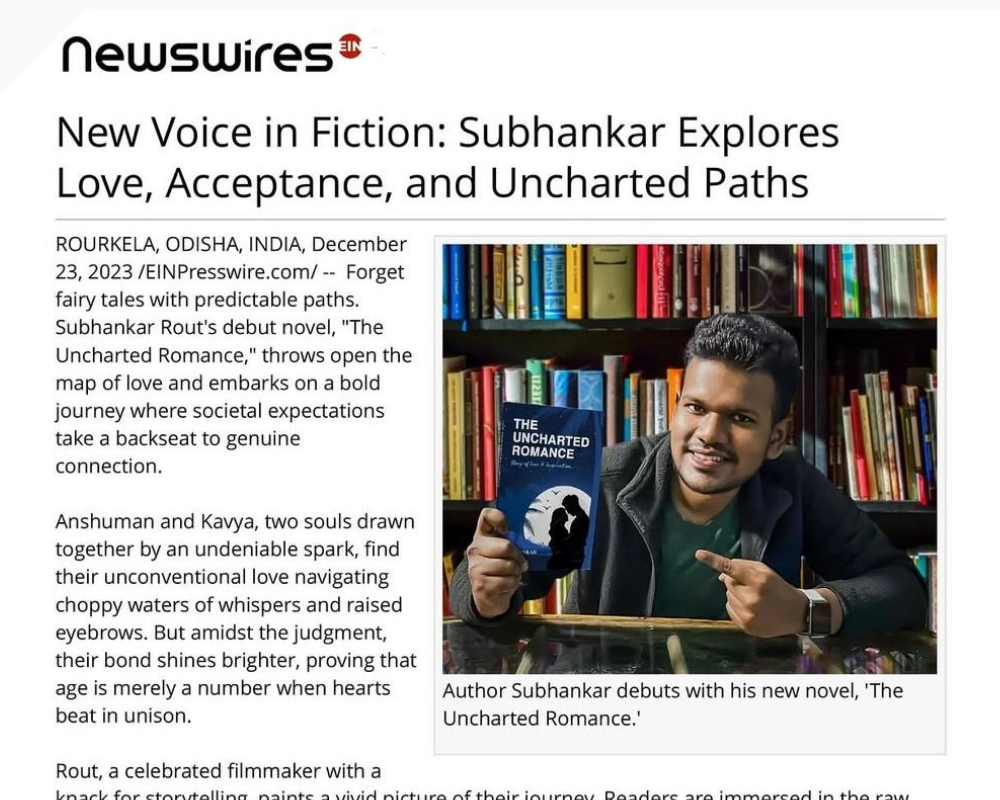 Newswires EIN
New Voice in Fiction: Subhankar Explores
Love, Acceptance, and Uncharted Paths
ROURKELA, ODISHA, INDIA, December
23, 2023 /EINPresswire.com/ -- Forget
fairy tales with predictable paths.
Subhankar Rout's debut novel, "The
Uncharted Romance," throws open the
map of love and embarks on a bold
journey where societal expectations
take a backseat to genuine
connection.
Anshuman and Kavya, two souls drawn
together by an undeniable spark, find
their unconventional love navigating
choppy waters of whispers and raised
eyebrows. But amidst the judgment,
their bond shines brighter, proving that
age is merely a number when hearts
beat in unison.
THE
UNCHARTED
ROMANCE
Story of Love & Inspiration
Author Subhankar debuts with his new novel, 'The
Uncharted Romance.'
Rout, a celebrated filmmaker with a
knack for storytelling, paints a vivid picture of their journey. Readers are immersed in the raw